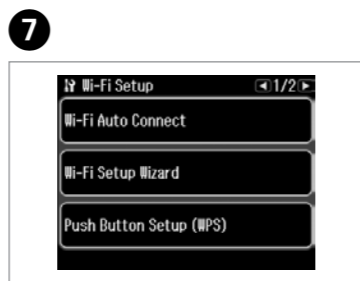 7
Wi-Fi Setup 1/2
Wi-Fi Auto Connect
Wi-Fi Setup Wizard
Push Button Setup (WPS)